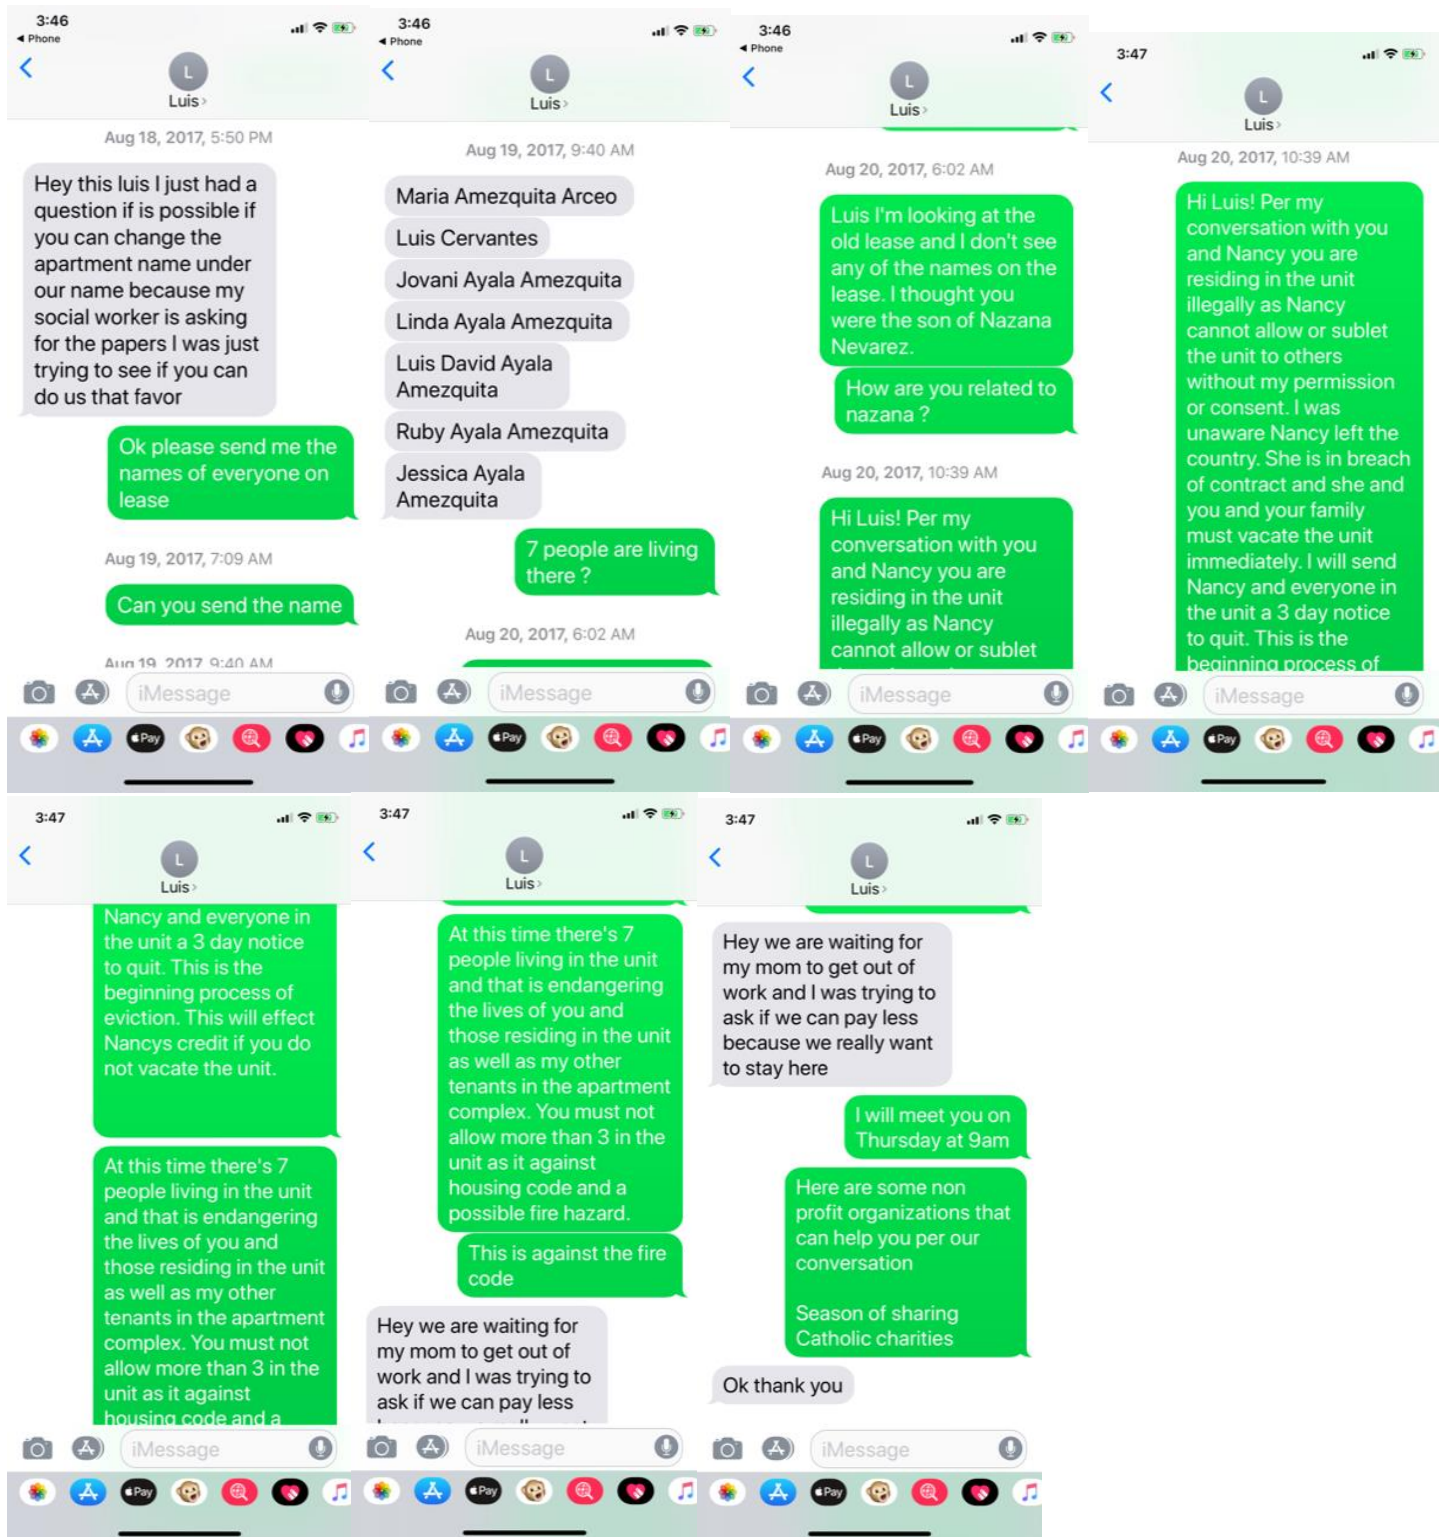 3:46
◀ Phone
L
Luis >
Aug 18, 2017, 5:50 PM
Hey this luis I just had a
question if is possible if
you can change the
apartment name under
our name because my
social worker is asking
for the papers I was just
trying to see if you can
do us that favor
Ok please send me the
names of everyone on
lease
Aug 19, 2017, 7:09 AM
Can you send the name
Aug 19, 2017, 9:40 AM
iMessage
Pay
3:46
◀ Phone
L
Luis >
Aug 19, 2017, 9:40 AM
Maria Amezquita Arceo
Luis Cervantes
Jovani Ayala Amezquita
Linda Ayala Amezquita
Luis David Ayala
Amezquita
Ruby Ayala Amezquita
Jessica Ayala
Amezquita
7 people are living
there ?
Aug 20, 2017, 6:02 AM
iMessage
Pay
3:46
◀ Phone
L
Luis >
Aug 20, 2017, 6:02 AM
Luis I'm looking at the
old lease and I don't see
any of the names on the
lease. I thought you
were the son of Nazana
Nevarez.
How are you related to
nazana ?
Aug 20, 2017, 10:39 AM
Hi Luis! Per my
conversation with you
and Nancy you are
residing in the unit
illegally as Nancy
cannot allow or sublet
iMessage
Pay
3:47
L
Luis >
Aug 20, 2017, 10:39 AM
Hi Luis! Per my
conversation with you
and Nancy you are
residing in the unit
illegally as Nancy
cannot allow or sublet
the unit to others
without my permission
or consent. I was
unaware Nancy left the
country. She is in breach
of contract and she and
you and your family
must vacate the unit
immediately. I will send
Nancy and everyone in
the unit a 3 day notice
to quit. This is the
beginning process of
iMessage
Pay
3:47
L
Luis >
Nancy and everyone in
the unit a 3 day notice
to quit. This is the
beginning process of
eviction. This will effect
Nancys credit if you do
not vacate the unit.
At this time there's 7
people living in the unit
and that is endangering
the lives of you and
those residing in the unit
as well as my other
tenants in the apartment
complex. You must not
allow more than 3 in the
unit as it against
housing code and a
iMessage
Pay
3:47
L
Luis >
At this time there's 7
people living in the unit
and that is endangering
the lives of you and
those residing in the unit
as well as my other
tenants in the apartment
complex. You must not
allow more than 3 in the
unit as it against
housing code and a
possible fire hazard.
This is against the fire
code
Hey we are waiting for
my mom to get out of
work and I was trying to
ask if we can pay less
iMessage
Pay
3:47
L
Luis >
Hey we are waiting for
my mom to get out of
work and I was trying to
ask if we can pay less
because we really want
to stay here
I will meet you on
Thursday at 9am
Here are some non
profit organizations that
can help you per our
conversation
Season of sharing
Catholic charities
Ok thank you
iMessage
Pay